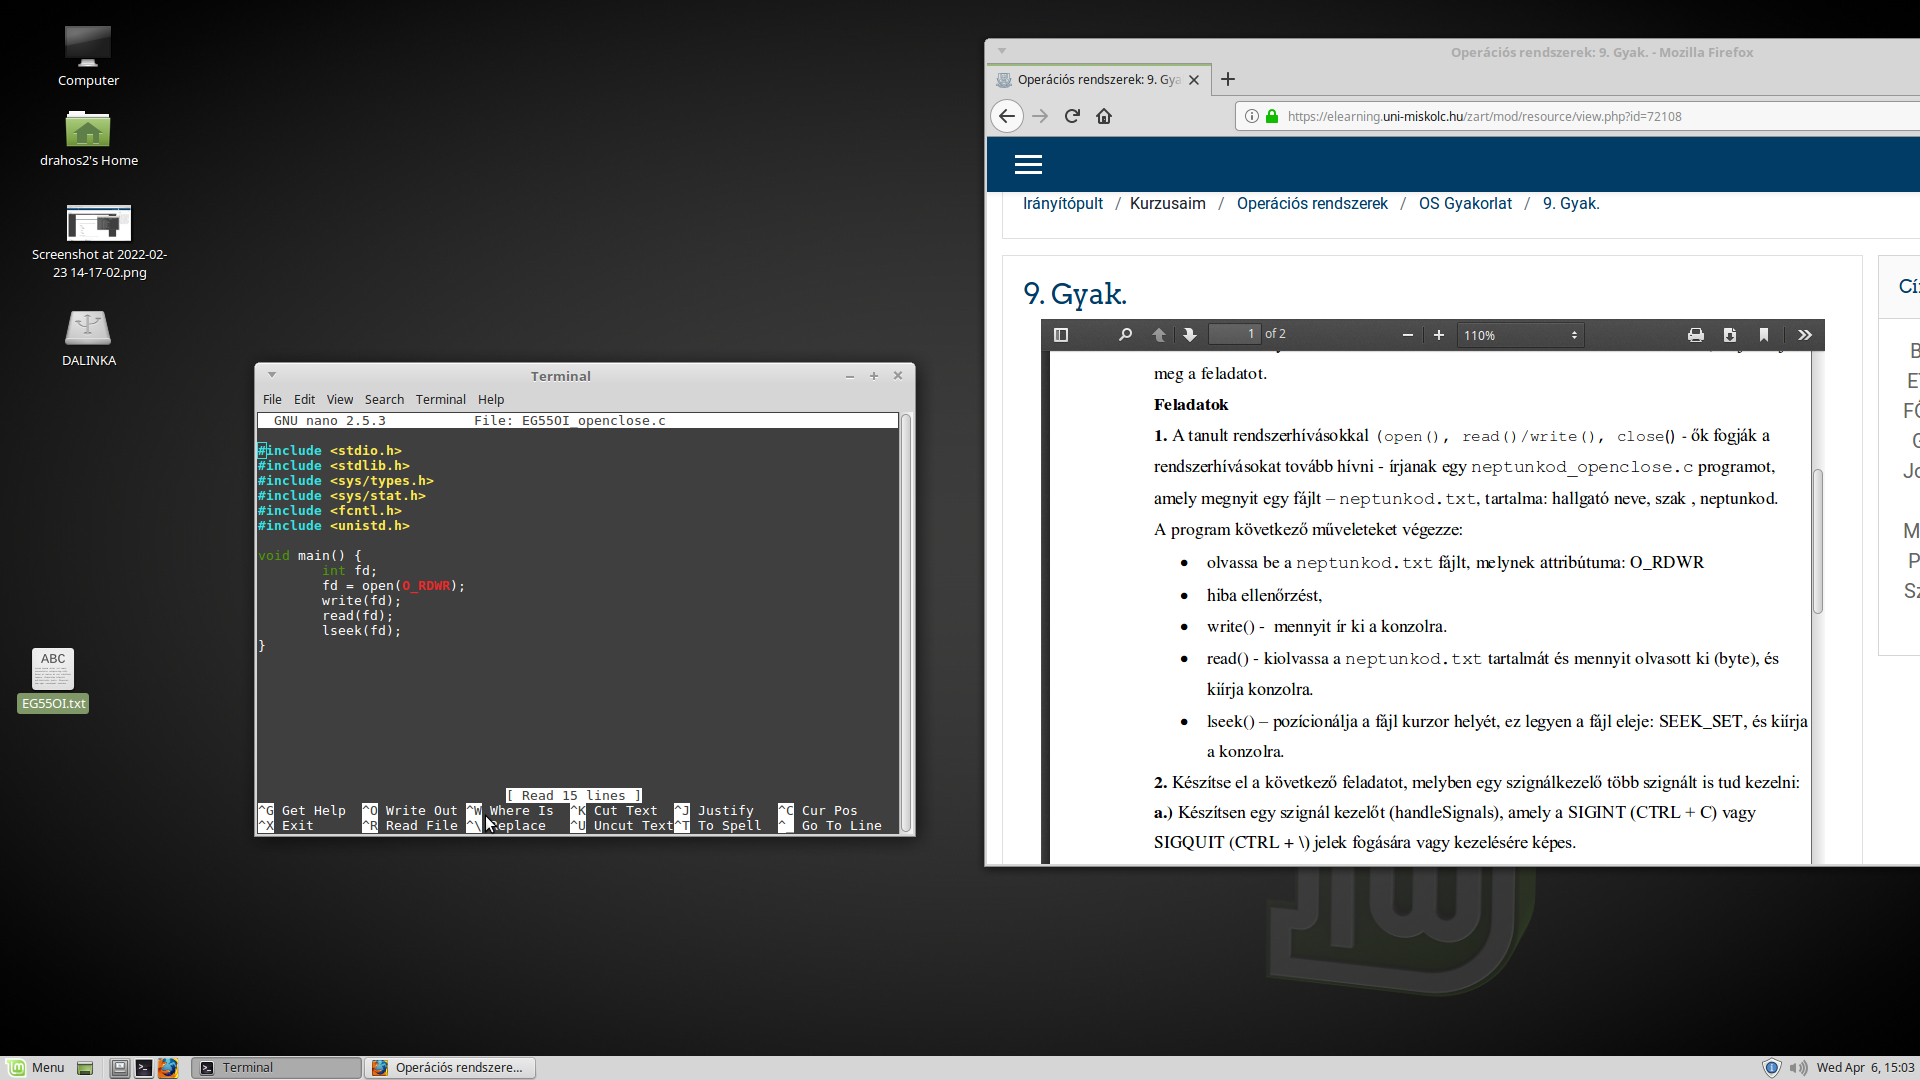 Computer
drahos2's Home
Screenshot at 2022-02-
23 14-17-02.png
DALINKA
ABC
EG55OI.txt
Terminal
File Edit View Search Terminal Help
GNU nano 2.5.3 File: EG55OI_openclose.c
#include <stdio.h>
#include <stdlib.h>
#include <sys/types.h>
#include <sys/stat.h>
#include <fcntl.h>
#include <unistd.h>
void main() {
int fd;
fd = open(O_RDWR);
write(fd);
read(fd);
lseek(fd);
}
[ Read 15 lines ]
^G Get Help ^O Write Out ^W Where Is ^K Cut Text ^J Justify ^C Cur Pos
^X Exit ^R Read File ^\ Replace ^U Uncut Text ^T To Spell ^_ Go To Line
Operációs rendszerek: 9. Gyak. - Mozilla Firefox
Operációs rendszerek: 9. Gya
https://elearning.uni-miskolc.hu/zart/mod/resource/view.php?id=72108
Irányítópult / Kurzusaim / Operációs rendszerek / OS Gyakorlat / 9. Gyak.
9. Gyak.
1 of 2 110%
meg a feladatot.
Feladatok
1. A tanult rendszerhívásokkal (open(), read()/write(), close() - ők fogják a
rendszerhívásokat tovább hívni - írjanak egy neptunkod_openclose.c programot,
amely megnyit egy fájlt – neptunkod.txt, tartalma: hallgató neve, szak , neptunkod.
A program következő műveleteket végezze:
• olvassa be a neptunkod.txt fájlt, melynek attribútuma: O_RDWR
• hiba ellenőrzést,
• write() - mennyit ír ki a konzolra.
• read() - kiolvassa a neptunkod.txt tartalmát és mennyit olvasott ki (byte), és
kiírja konzolra.
• lseek() – pozícionálja a fájl kurzor helyét, ez legyen a fájl eleje: SEEK_SET, és kiírja
a konzolra.
2. Készítse el a következő feladatot, melyben egy szignálkezelő több szignált is tud kezelni:
a.) Készítsen egy szignál kezelőt (handleSignals), amely a SIGINT (CTRL + C) vagy
SIGQUIT (CTRL + \) jelek fogására vagy kezelésére képes.
Menu
Terminal
Operációs rendszere...
Wed Apr 6, 15:03